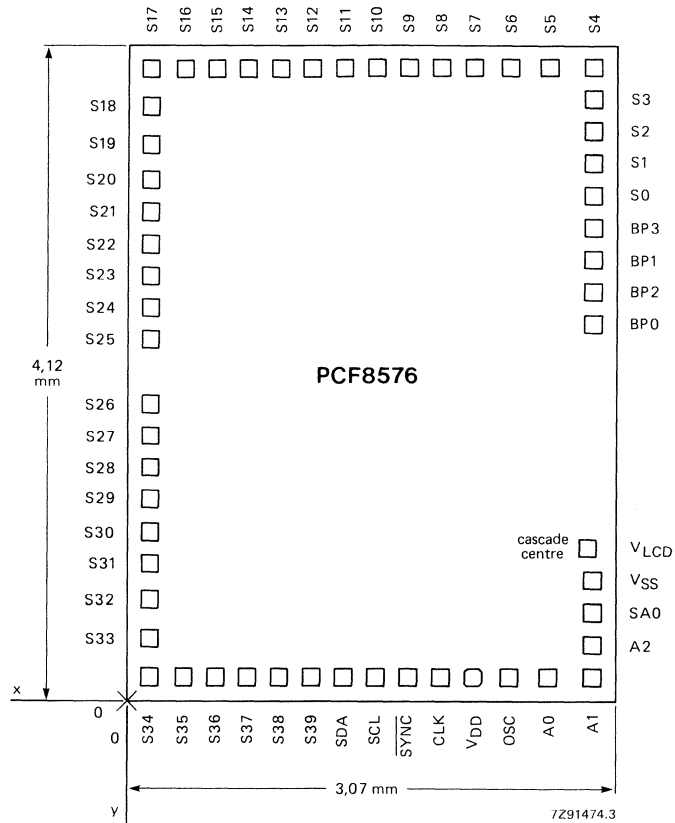 S17 S16 S15 S14 S13 S12 S11 S10 S9 S8 S7 S6 S5 S4
S18
S19
S20
S21
S22
S23
S24
S25
S26
S27
S28
S29
S30
S31
S32
S33
S3
S2
S1
S0
BP3
BP1
BP2
BP0
4,12
mm
PCF8576
cascade
centre
VLCD
VSS
SA0
A2
x
0
0
y
S34 S35 S36 S37 S38 S39 SDA SCL SYNC CLK VDD OSC A0 A1
3,07 mm
7Z91474.3